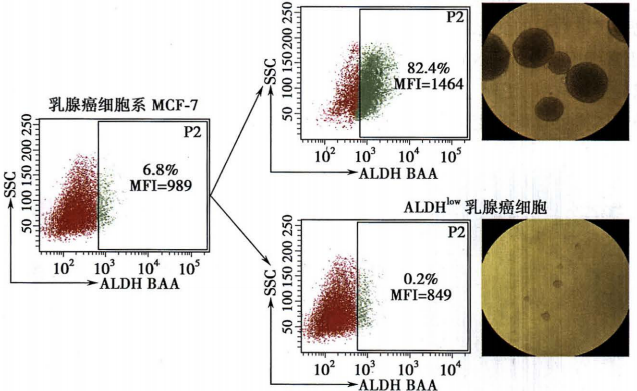 乳腺癌细胞系 MCF-7
SSC
250
200
150
100
50
P2
6.8%
MFI=989
10² 10³ 10⁴ 10⁵
ALDH BAA
SSC
250
200
150
100
50
P2
82.4%
MFI=1464
10² 10³ 10⁴ 10⁵
ALDH BAA
ALDHlow 乳腺癌细胞
SSC
250
200
150
100
50
P2
0.2%
MFI=849
10² 10³ 10⁴ 10⁵
ALDH BAA